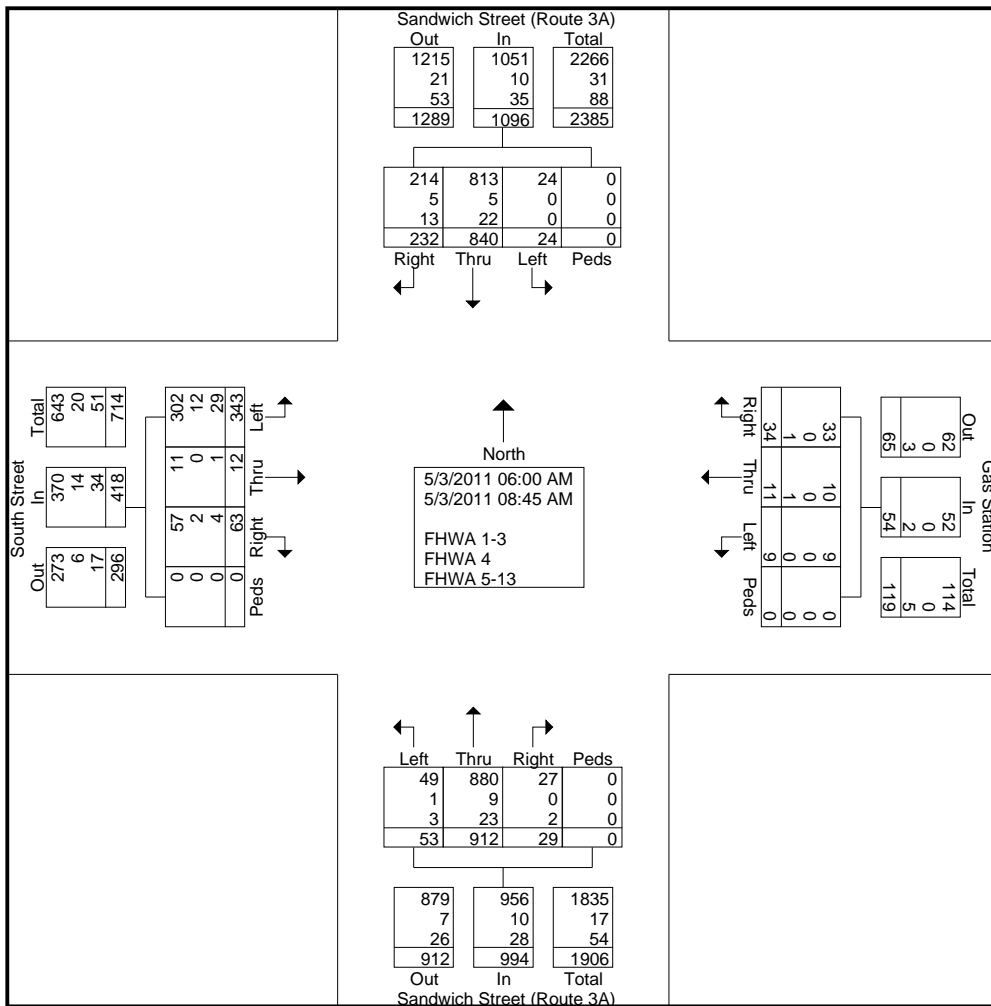 Sandwich Street (Route 3A)
Out In Total
1215 1051 2266
21 10 31
53 35 88
1289 1096 2385
214 813 24 0
5 5 0 0
13 22 0 0
232 840 24 0
Right Thru Left Peds
South Street
Total In Out
643 370 273
20 14 6
51 34 17
714 418 296
302 11 57 0
12 0 2 0
29 1 4 0
343 12 63 0
Left Thru Right Peds
North
5/3/2011 06:00 AM
5/3/2011 08:45 AM
FHWA 1-3
FHWA 4
FHWA 5-13
Right Thru Left Peds
33 10 9 0
0 0 0 0
1 1 0 0
34 11 9 0
Gas Station
Out In Total
62 52 114
0 0 0
3 2 5
65 54 119
Left Thru Right Peds
49 880 27 0
1 9 0 0
3 23 2 0
53 912 29 0
879 956 1835
7 10 17
26 28 54
912 994 1906
Out In Total
Sandwich Street (Route 3A)